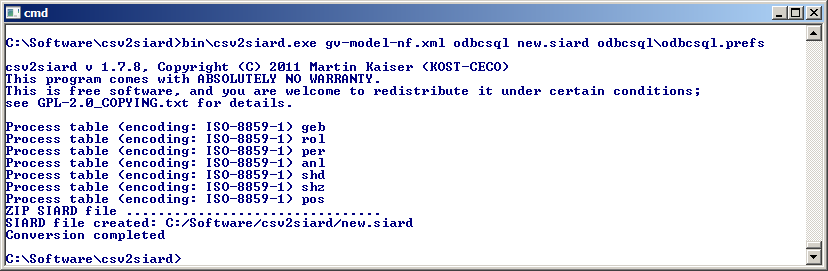 cmd
C:\Software\csv2siard>bin\csv2siard.exe gv-model-nf.xml odbcsql new.siard odbcsql\odbcsql.prefs
csv2siard v 1.7.8, Copyright (C) 2011 Martin Kaiser (KOST-CECO)
This program comes with ABSOLUTELY NO WARRANTY.
This is free software, and you are welcome to redistribute it under certain conditions;
see GPL-2.0_COPYING.txt for details.
Process table (encoding: ISO-8859-1) geb
Process table (encoding: ISO-8859-1) rol
Process table (encoding: ISO-8859-1) per
Process table (encoding: ISO-8859-1) anl
Process table (encoding: ISO-8859-1) shd
Process table (encoding: ISO-8859-1) shz
Process table (encoding: ISO-8859-1) pos
ZIP SIARD file ................................
SIARD file created: C:/Software/csv2siard/new.siard
Conversion completed
C:\Software\csv2siard>